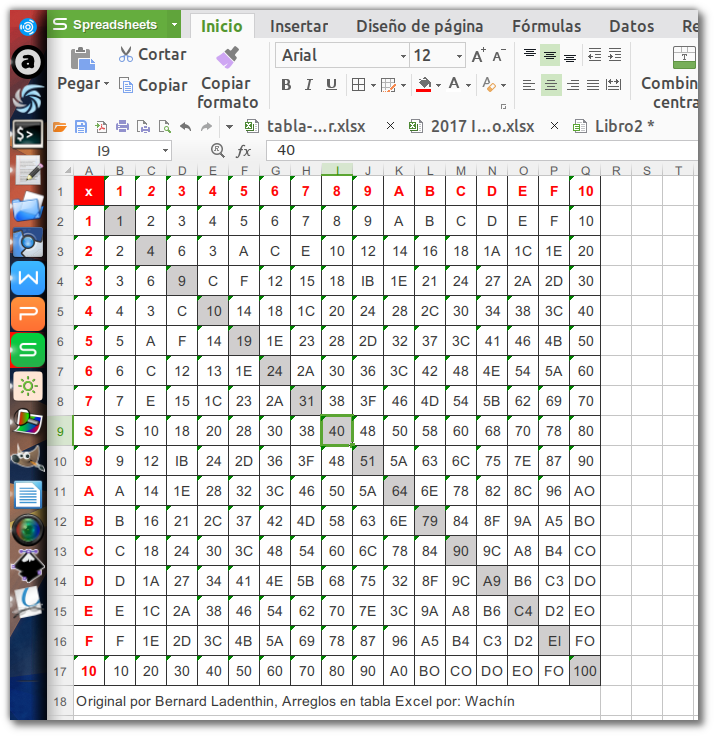 S Spreadsheets Inicio Insertar Diseño de página Fórmulas Datos Re
Pegar Cortar Copiar Copiar formato Arial 12 A+ A- Combin
B I U A centra
tabla-...r.xlsx 2017 I...o.xlsx Libro2 *
I9 fx 40
A B C D E F G H I J K L M N O P Q R S T
1 x 1 2 3 4 5 6 7 8 9 A B C D E F 10
2 1 1 2 3 4 5 6 7 8 9 A B C D E F 10
3 2 2 4 6 3 A C E 10 12 14 16 18 1A 1C 1E 20
4 3 3 6 9 C F 12 15 18 IB 1E 21 24 27 2A 2D 30
5 4 4 3 C 10 14 18 1C 20 24 28 2C 30 34 38 3C 40
6 5 5 A F 14 19 1E 23 28 2D 32 37 3C 41 46 4B 50
7 6 6 C 12 13 1E 24 2A 30 36 3C 42 48 4E 54 5A 60
8 7 7 E 15 1C 23 2A 31 38 3F 46 4D 54 5B 62 69 70
9 S S 10 18 20 28 30 38 40 48 50 58 60 68 70 78 80
10 9 9 12 IB 24 2D 36 3F 48 51 5A 63 6C 75 7E 87 90
11 A A 14 1E 28 32 3C 46 50 5A 64 6E 78 82 8C 96 AO
12 B B 16 21 2C 37 42 4D 58 63 6E 79 84 8F 9A A5 BO
13 C C 18 24 30 3C 48 54 60 6C 78 84 90 9C A8 B4 CO
14 D D 1A 27 34 41 4E 5B 68 75 32 8F 9C A9 B6 C3 DO
15 E E 1C 2A 38 46 54 62 70 7E 3C 9A A8 B6 C4 D2 EO
16 F F 1E 2D 3C 4B 5A 69 78 87 96 A5 B4 C3 D2 EI FO
17 10 10 20 30 40 50 60 70 80 90 A0 BO CO DO EO FO 100
18 Original por Bernard Ladenthin, Arreglos en tabla Excel por: Wachín